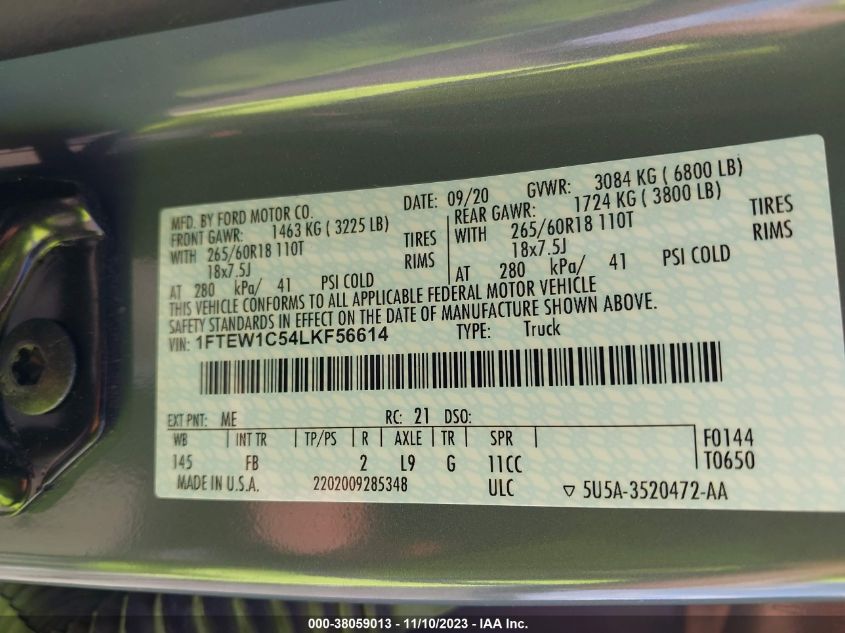 MFD. BY FORD MOTOR CO. DATE: 09/20 GVWR: 3084 KG ( 6800 LB)
FRONT GAWR: 1463 KG ( 3225 LB) REAR GAWR: 1724 KG ( 3800 LB)
WITH 265/60R18 110T TIRES WITH 265/60R18 110T TIRES
18x7.5J RIMS 18x7.5J RIMS
AT 280 kPa/ 41 PSI COLD AT 280 kPa/ 41 PSI COLD
THIS VEHICLE CONFORMS TO ALL APPLICABLE FEDERAL MOTOR VEHICLE
SAFETY STANDARDS IN EFFECT ON THE DATE OF MANUFACTURE SHOWN ABOVE.
VIN: 1FTEW1C54LKF56614 TYPE: Truck
EXT PNT: ME RC: 21 DSO:
WB INT TR TP/PS R AXLE TR SPR F0144
145 FB 2 L9 G 11CC T0650
MADE IN U.S.A. 2202009285348 ULC ▽ 5U5A-3520472-AA
000-38059013 - 11/10/2023 - IAA Inc.